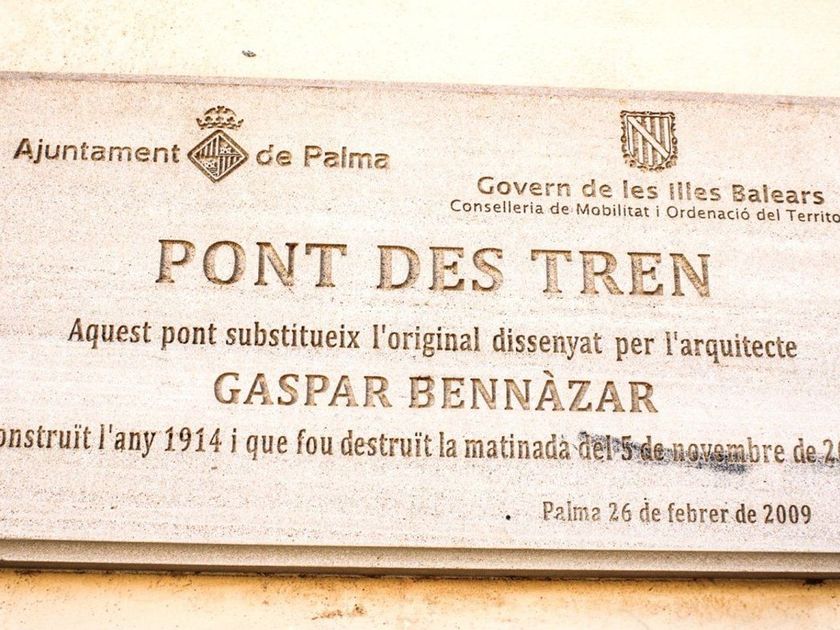 Ajuntament de Palma
Govern de les Illes Balears
Conselleria de Mobilitat i Ordenació del Territo
PONT DES TREN
Aquest pont substitueix l'original dissenyat per l'arquitecte
GASPAR BENNÀZAR
onstruït l'any 1914 i que fou destruït la matinada del 5 de novembre de 20
Palma 26 de febrer de 2009